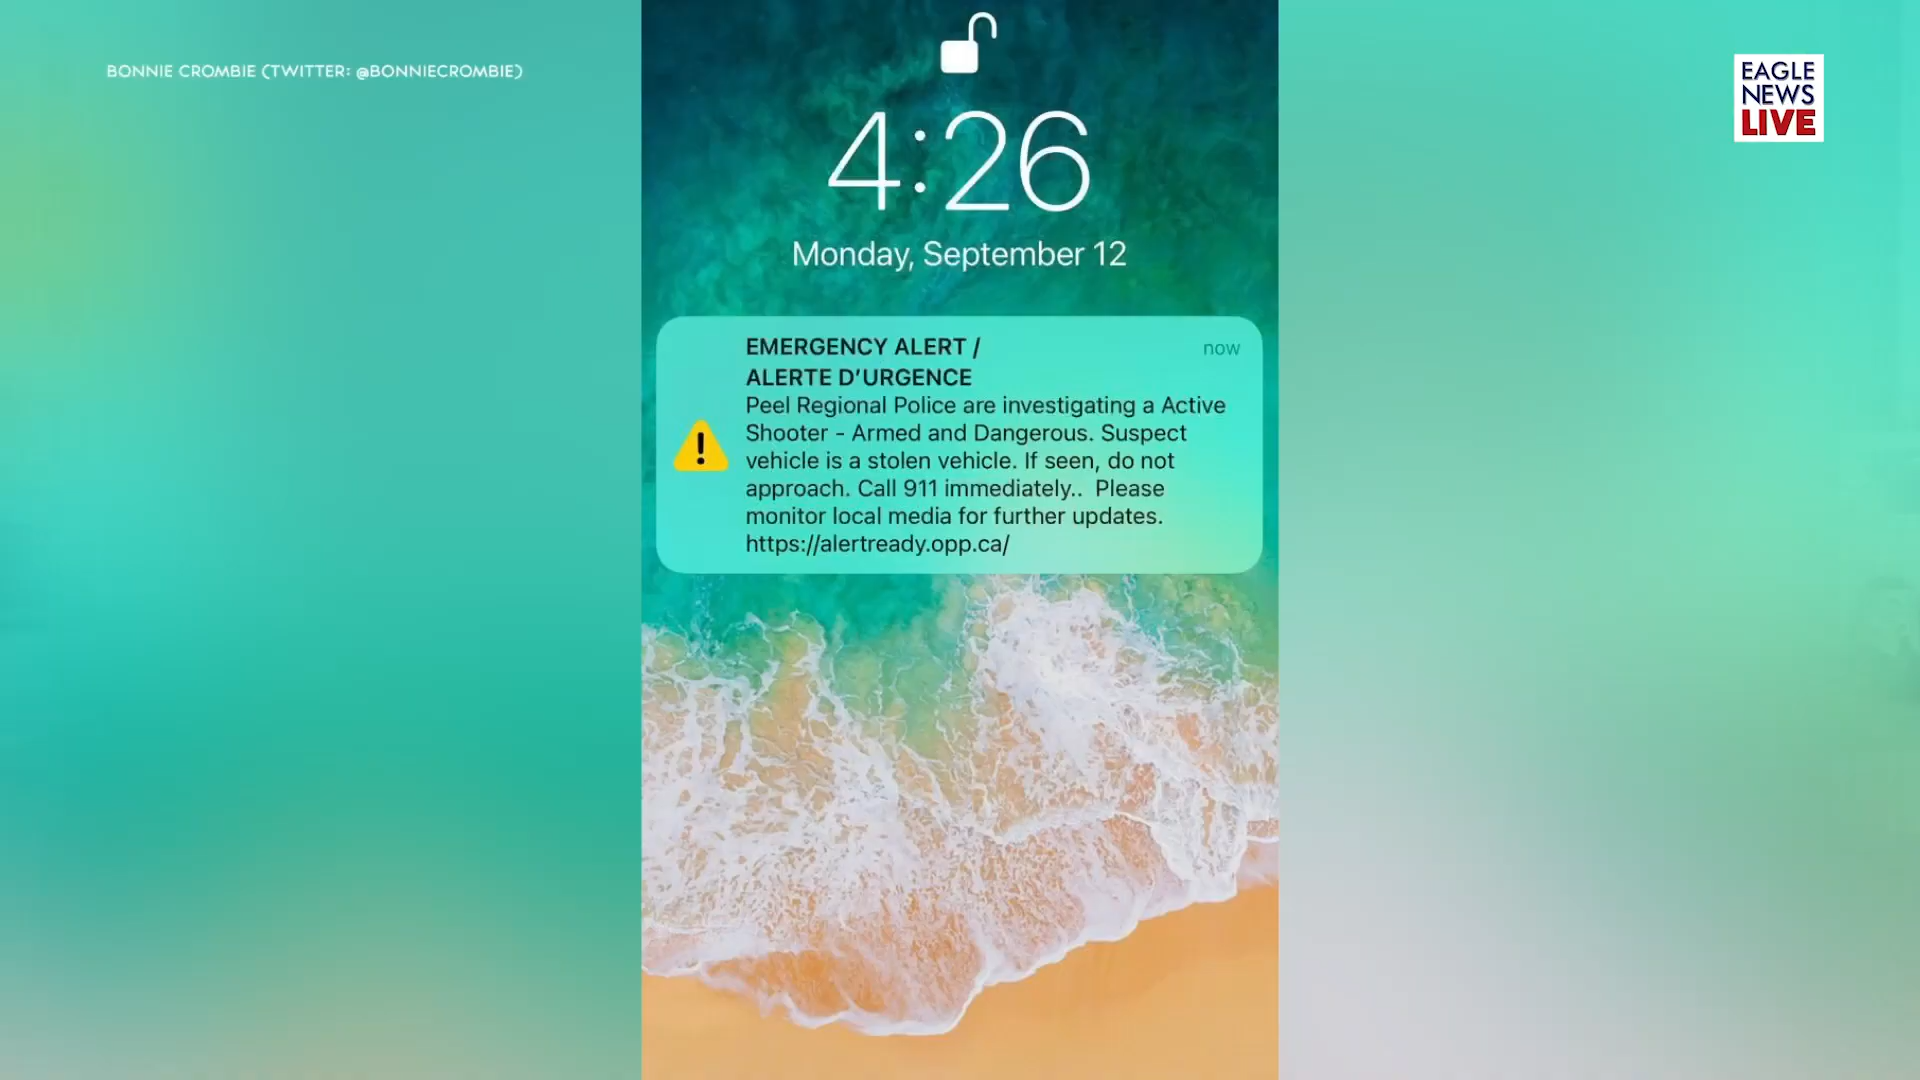 BONNIE CROMBIE (TWITTER: @BONNIECROMBIE)
EAGLE
NEWS
LIVE
4:26
Monday, September 12
EMERGENCY ALERT /
now
ALERTE D’URGENCE
Peel Regional Police are investigating a Active
Shooter - Armed and Dangerous. Suspect
vehicle is a stolen vehicle. If seen, do not
approach. Call 911 immediately..  Please
monitor local media for further updates.
https://alertready.opp.ca/